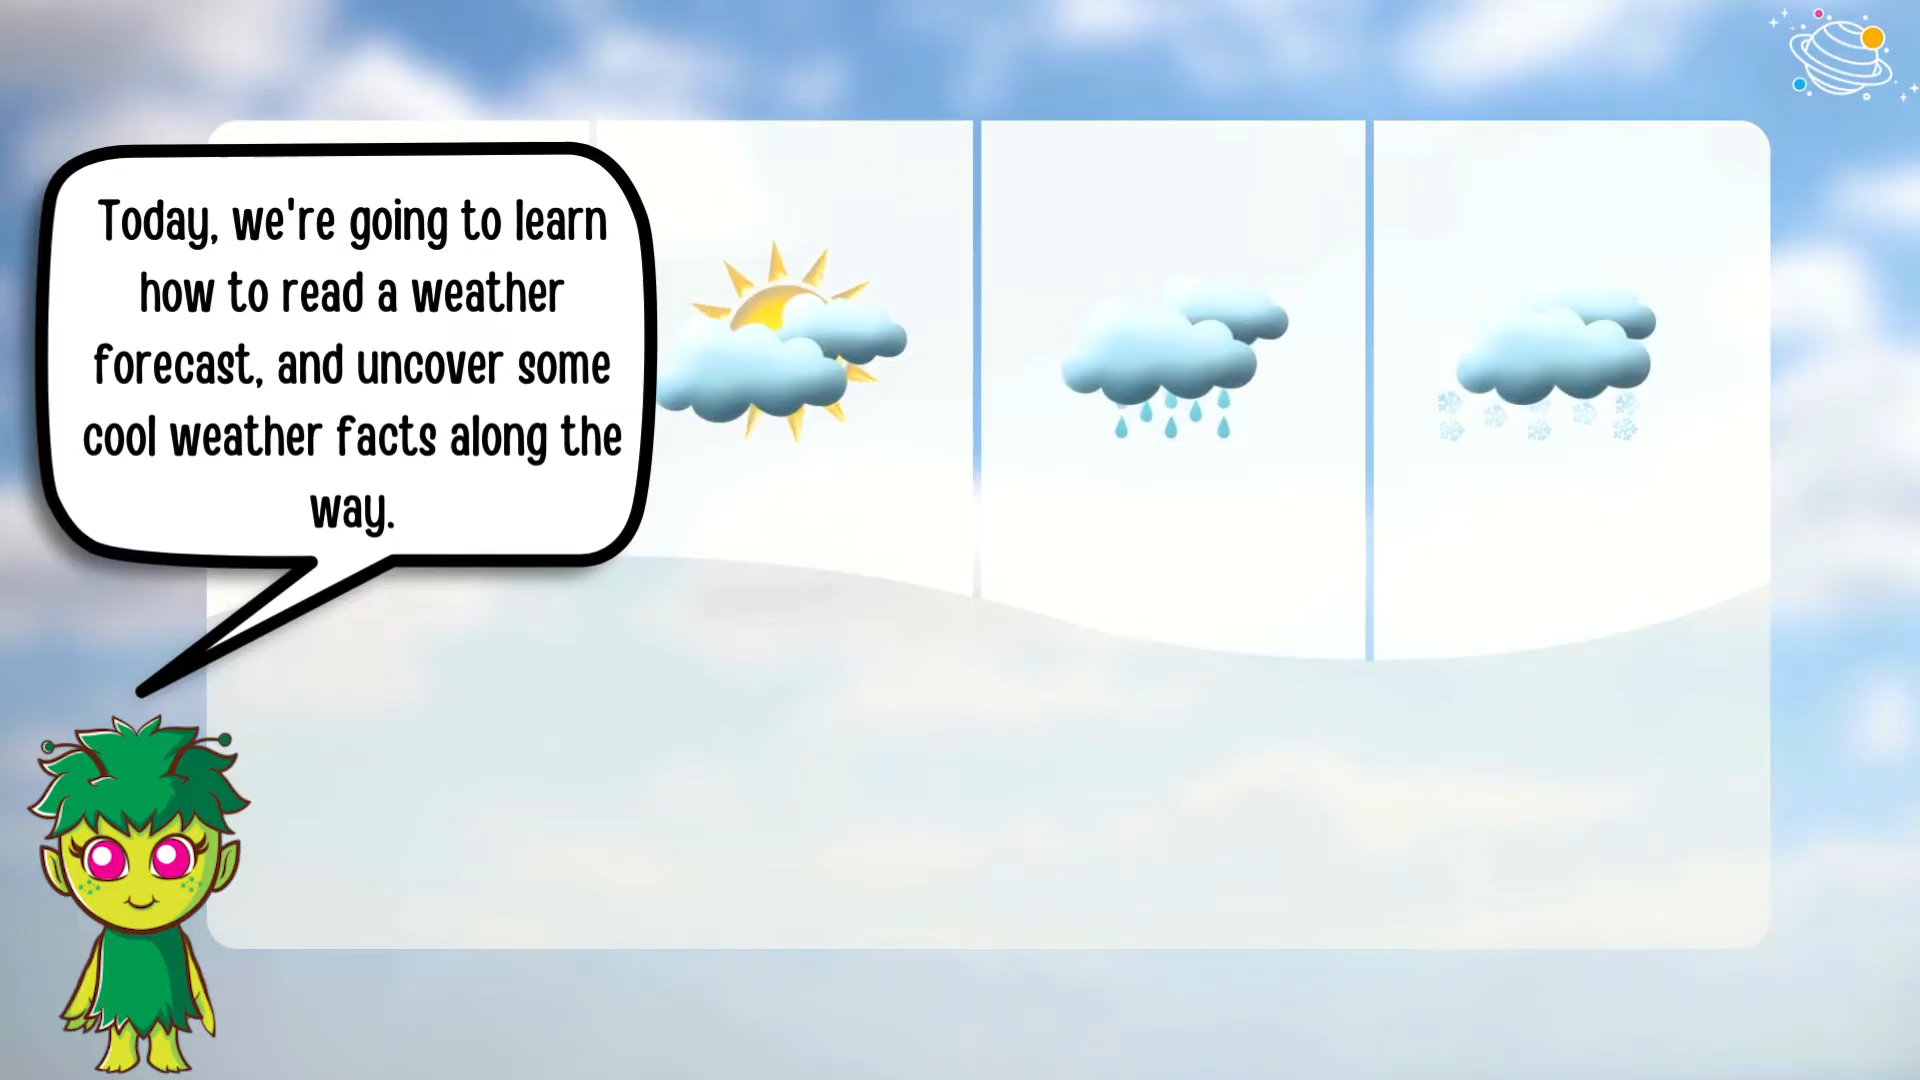 Today, we're going to learn
how to read a weather
forecast, and uncover some
cool weather facts along the
way.